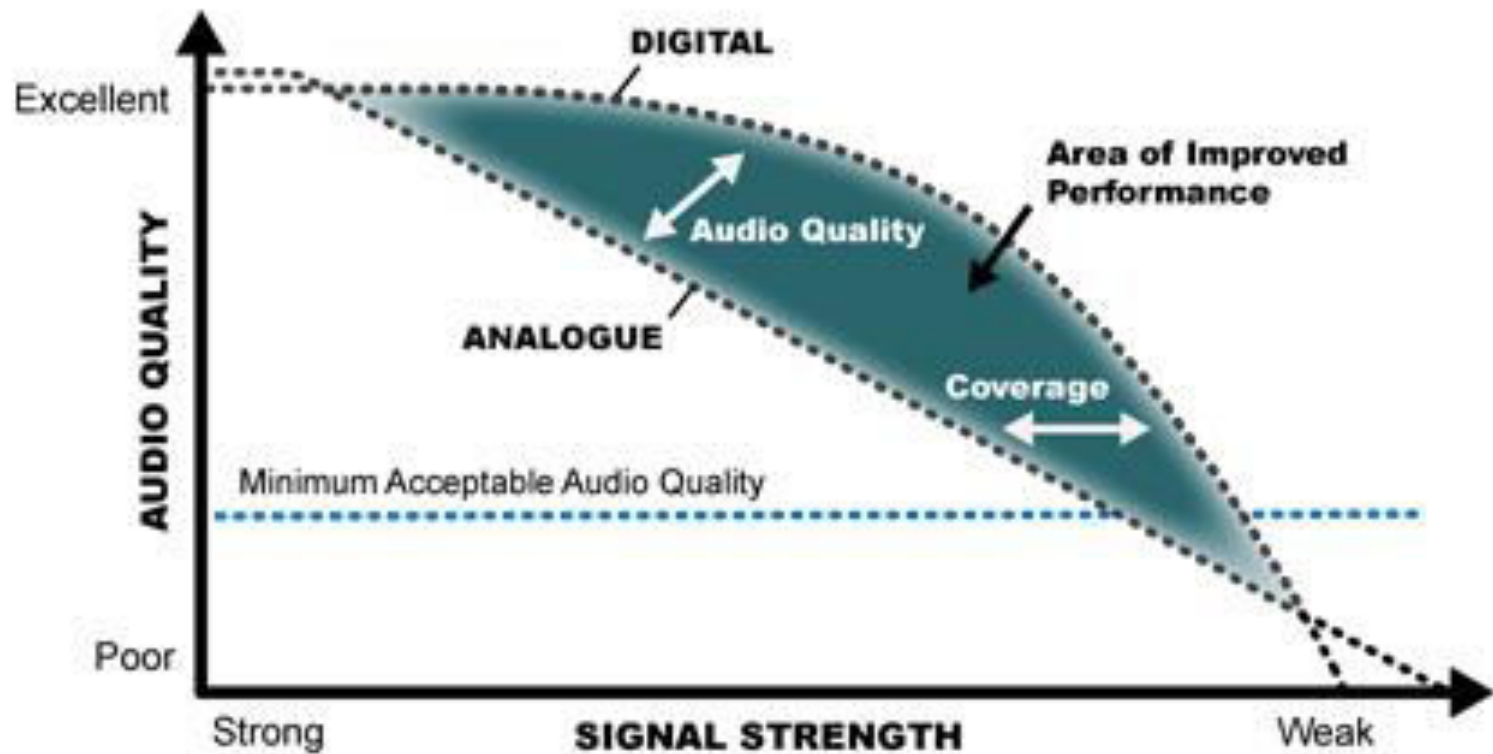 DIGITAL
Excellent
Area of Improved
Performance
Audio Quality
ANALOGUE
Coverage
AUDIO QUALITY
Minimum Acceptable Audio Quality
Poor
Strong
SIGNAL STRENGTH
Weak